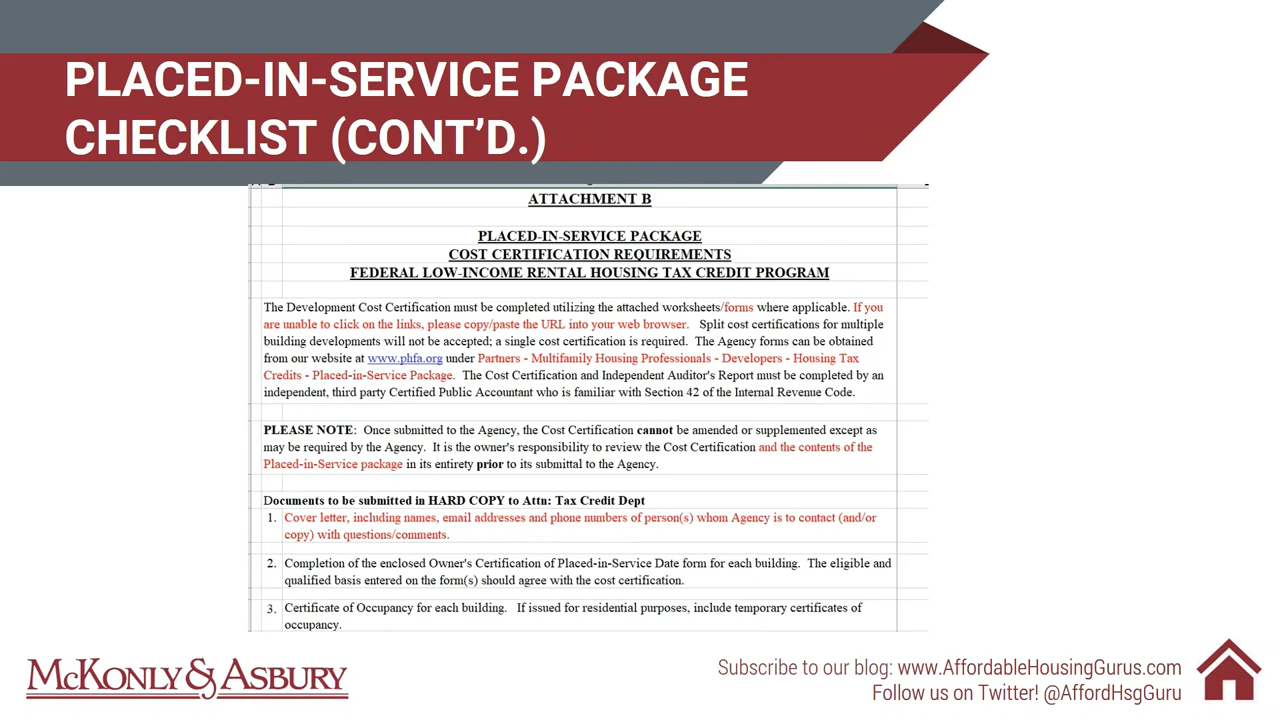 PLACED-IN-SERVICE PACKAGE
CHECKLIST (CONT’D.)
ATTACHMENT B
PLACED-IN-SERVICE PACKAGE
COST CERTIFICATION REQUIREMENTS
FEDERAL LOW-INCOME RENTAL HOUSING TAX CREDIT PROGRAM
The Development Cost Certification must be completed utilizing the attached worksheets/forms where applicable. If you
are unable to click on the links, please copy/paste the URL into your web browser. Split cost certifications for multiple
building developments will not be accepted; a single cost certification is required. The Agency forms can be obtained
from our website at www.phfa.org under Partners - Multifamily Housing Professionals - Developers - Housing Tax
Credits - Placed-in-Service Package. The Cost Certification and Independent Auditor's Report must be completed by an
independent, third party Certified Public Accountant who is familiar with Section 42 of the Internal Revenue Code.
PLEASE NOTE: Once submitted to the Agency, the Cost Certification cannot be amended or supplemented except as
may be required by the Agency. It is the owner's responsibility to review the Cost Certification and the contents of the
Placed-in-Service package in its entirety prior to its submittal to the Agency.
Documents to be submitted in HARD COPY to Attn: Tax Credit Dept
1. Cover letter, including names, email addresses and phone numbers of person(s) whom Agency is to contact (and/or
copy) with questions/comments.
2. Completion of the enclosed Owner's Certification of Placed-in-Service Date form for each building. The eligible and
qualified basis entered on the form(s) should agree with the cost certification.
3. Certificate of Occupancy for each building. If issued for residential purposes, include temporary certificates of
occupancy.
McKonly & Asbury
Subscribe to our blog: www.AffordableHousingGurus.com
Follow us on Twitter! @AffordHsgGuru